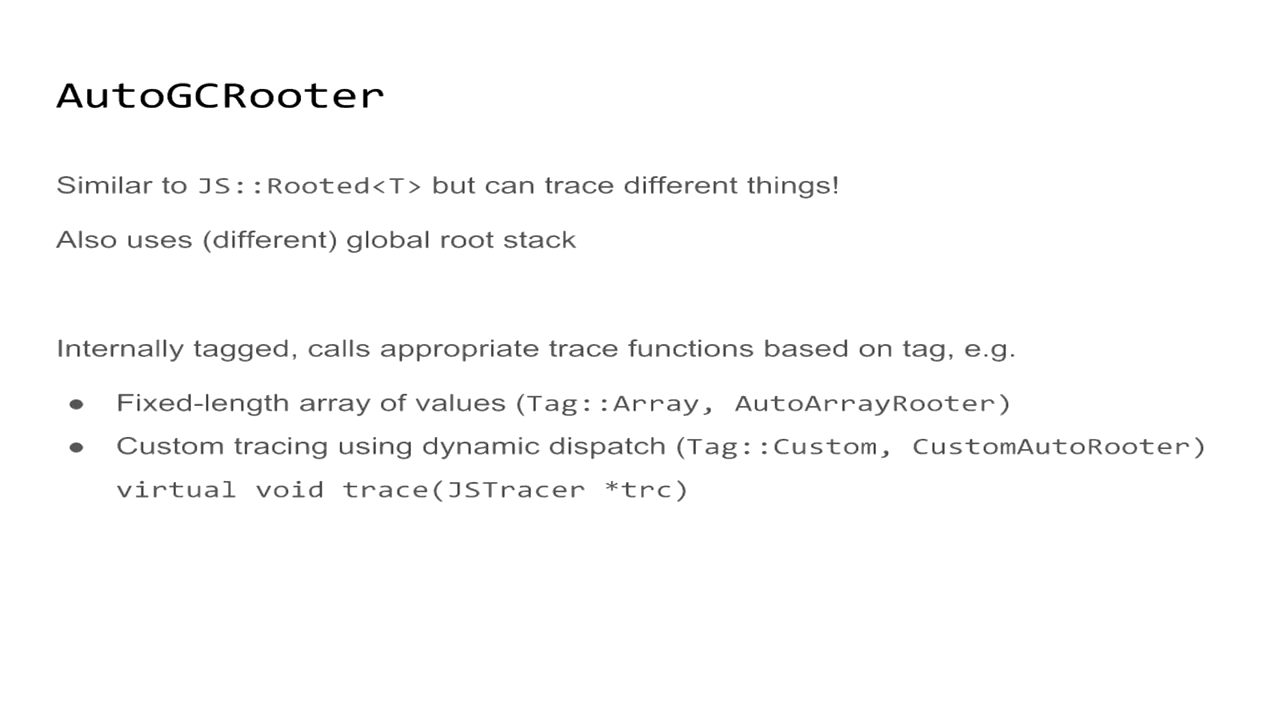 AutoGCRooter
Similar to JS::Rooted<T> but can trace different things!
Also uses (different) global root stack
Internally tagged, calls appropriate trace functions based on tag, e.g.
● Fixed-length array of values (Tag::Array, AutoArrayRooter)
● Custom tracing using dynamic dispatch (Tag::Custom, CustomAutoRooter)
virtual void trace(JSTracer *trc)